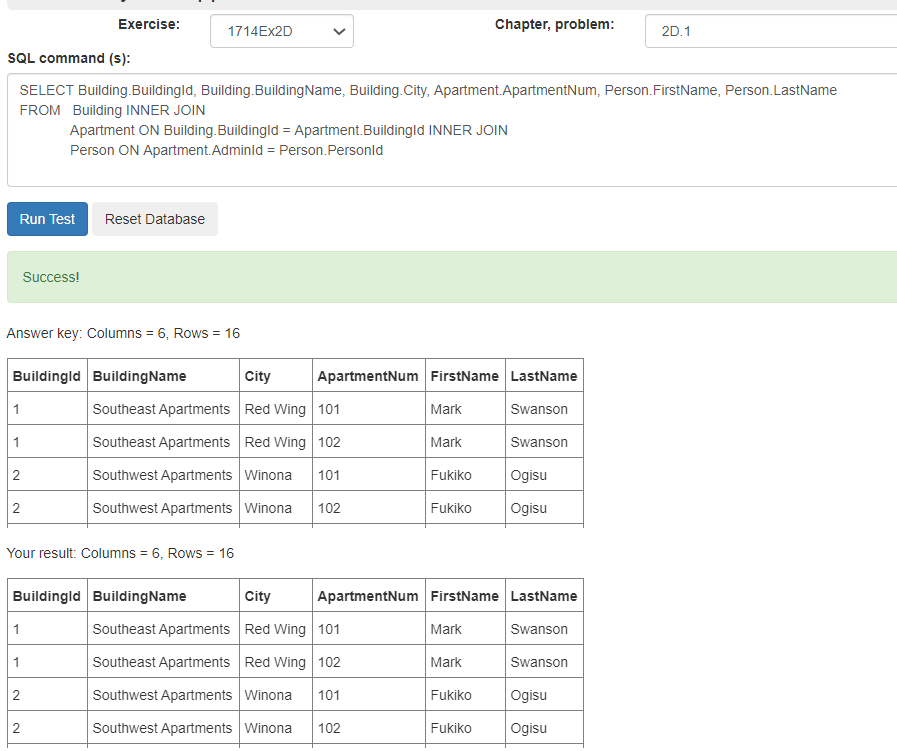 Exercise: 1714Ex2D Chapter, problem: 2D.1
SQL command (s):
SELECT Building.BuildingId, Building.BuildingName, Building.City, Apartment.ApartmentNum, Person.FirstName, Person.LastName
FROM Building INNER JOIN
Apartment ON Building.BuildingId = Apartment.BuildingId INNER JOIN
Person ON Apartment.AdminId = Person.PersonId
Run Test Reset Database
Success!
Answer key: Columns = 6, Rows = 16
BuildingId BuildingName City ApartmentNum FirstName LastName
1 Southeast Apartments Red Wing 101 Mark Swanson
1 Southeast Apartments Red Wing 102 Mark Swanson
2 Southwest Apartments Winona 101 Fukiko Ogisu
2 Southwest Apartments Winona 102 Fukiko Ogisu
Your result: Columns = 6, Rows = 16
BuildingId BuildingName City ApartmentNum FirstName LastName
1 Southeast Apartments Red Wing 101 Mark Swanson
1 Southeast Apartments Red Wing 102 Mark Swanson
2 Southwest Apartments Winona 101 Fukiko Ogisu
2 Southwest Apartments Winona 102 Fukiko Ogisu